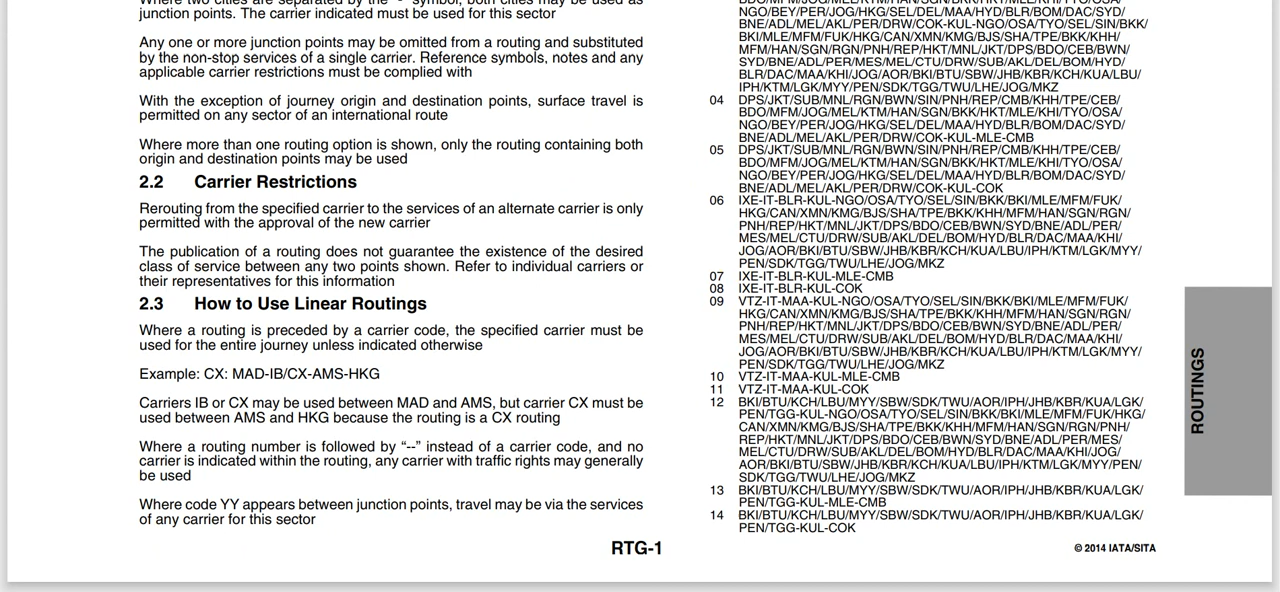 junction points. The carrier indicated must be used for this sector
Any one or more junction points may be omitted from a routing and substituted
by the non-stop services of a single carrier. Reference symbols, notes and any
applicable carrier restrictions must be complied with
With the exception of journey origin and destination points, surface travel is
permitted on any sector of an international route
Where more than one routing option is shown, only the routing containing both
origin and destination points may be used
2.2 Carrier Restrictions
Rerouting from the specified carrier to the services of an alternate carrier is only
permitted with the approval of the new carrier
The publication of a routing does not guarantee the existence of the desired
class of service between any two points shown. Refer to individual carriers or
their representatives for this information
2.3 How to Use Linear Routings
Where a routing is preceded by a carrier code, the specified carrier must be
used for the entire journey unless indicated otherwise
Example: CX: MAD-IB/CX-AMS-HKG
Carriers IB or CX may be used between MAD and AMS, but carrier CX must be
used between AMS and HKG because the routing is a CX routing
Where a routing number is followed by “--” instead of a carrier code, and no
carrier is indicated within the routing, any carrier with traffic rights may generally
be used
Where code YY appears between junction points, travel may be via the services
of any carrier for this sector
NGO/BEY/PER/JOG/HKG/SEL/DEL/MAA/HYD/BLR/BOM/DAC/SYD/
BNE/ADL/MEL/AKL/PER/DRW/COK-KUL-NGO/OSA/TYO/SEL/SIN/BKK/
BKI/MLE/MFM/FUK/HKG/CAN/XMN/KMG/BJS/SHA/TPE/BKK/KHH/
MFM/HAN/SGN/RGN/PNH/REP/HKT/MNL/JKT/DPS/BDO/CEB/BWN/
SYD/BNE/ADL/PER/MES/MEL/CTU/DRW/SUB/AKL/DEL/BOM/HYD/
BLR/DAC/MAA/KHI/JOG/AOR/BKI/BTU/SBW/JHB/KBR/KCH/KUA/LBU/
IPH/KTM/LGK/MYY/PEN/SDK/TGG/TWU/LHE/JOG/MKZ
04 DPS/JKT/SUB/MNL/RGN/BWN/SIN/PNH/REP/CMB/KHH/TPE/CEB/
BDO/MFM/JOG/MEL/KTM/HAN/SGN/BKK/HKT/MLE/KHI/TYO/OSA/
NGO/BEY/PER/JOG/HKG/SEL/DEL/MAA/HYD/BLR/BOM/DAC/SYD/
BNE/ADL/MEL/AKL/PER/DRW/COK-KUL-MLE-CMB
05 DPS/JKT/SUB/MNL/RGN/BWN/SIN/PNH/REP/CMB/KHH/TPE/CEB/
BDO/MFM/JOG/MEL/KTM/HAN/SGN/BKK/HKT/MLE/KHI/TYO/OSA/
NGO/BEY/PER/JOG/HKG/SEL/DEL/MAA/HYD/BLR/BOM/DAC/SYD/
BNE/ADL/MEL/AKL/PER/DRW/COK-KUL-COK
06 IXE-IT-BLR-KUL-NGO/OSA/TYO/SEL/SIN/BKK/BKI/MLE/MFM/FUK/
HKG/CAN/XMN/KMG/BJS/SHA/TPE/BKK/KHH/MFM/HAN/SGN/RGN/
PNH/REP/HKT/MNL/JKT/DPS/BDO/CEB/BWN/SYD/BNE/ADL/PER/
MES/MEL/CTU/DRW/SUB/AKL/DEL/BOM/HYD/BLR/DAC/MAA/KHI/
JOG/AOR/BKI/BTU/SBW/JHB/KBR/KCH/KUA/LBU/IPH/KTM/LGK/MYY/
PEN/SDK/TGG/TWU/LHE/JOG/MKZ
07 IXE-IT-BLR-KUL-MLE-CMB
08 IXE-IT-BLR-KUL-COK
09 VTZ-IT-MAA-KUL-NGO/OSA/TYO/SEL/SIN/BKK/BKI/MLE/MFM/FUK/
HKG/CAN/XMN/KMG/BJS/SHA/TPE/BKK/KHH/MFM/HAN/SGN/RGN/
PNH/REP/HKT/MNL/JKT/DPS/BDO/CEB/BWN/SYD/BNE/ADL/PER/
MES/MEL/CTU/DRW/SUB/AKL/DEL/BOM/HYD/BLR/DAC/MAA/KHI/
JOG/AOR/BKI/BTU/SBW/JHB/KBR/KCH/KUA/LBU/IPH/KTM/LGK/MYY/
PEN/SDK/TGG/TWU/LHE/JOG/MKZ
10 VTZ-IT-MAA-KUL-MLE-CMB
11 VTZ-IT-MAA-KUL-COK
12 BKI/BTU/KCH/LBU/MYY/SBW/SDK/TWU/AOR/IPH/JHB/KBR/KUA/LGK/
PEN/TGG-KUL-NGO/OSA/TYO/SEL/SIN/BKK/BKI/MLE/MFM/FUK/HKG/
CAN/XMN/KMG/BJS/SHA/TPE/BKK/KHH/MFM/HAN/SGN/RGN/PNH/
REP/HKT/MNL/JKT/DPS/BDO/CEB/BWN/SYD/BNE/ADL/PER/MES/
MEL/CTU/DRW/SUB/AKL/DEL/BOM/HYD/BLR/DAC/MAA/KHI/JOG/
AOR/BKI/BTU/SBW/JHB/KBR/KCH/KUA/LBU/IPH/KTM/LGK/MYY/PEN/
SDK/TGG/TWU/LHE/JOG/MKZ
13 BKI/BTU/KCH/LBU/MYY/SBW/SDK/TWU/AOR/IPH/JHB/KBR/KUA/LGK/
PEN/TGG-KUL-MLE-CMB
14 BKI/BTU/KCH/LBU/MYY/SBW/SDK/TWU/AOR/IPH/JHB/KBR/KUA/LGK/
PEN/TGG-KUL-COK
ROUTINGS
RTG-1
© 2014 IATA/SITA